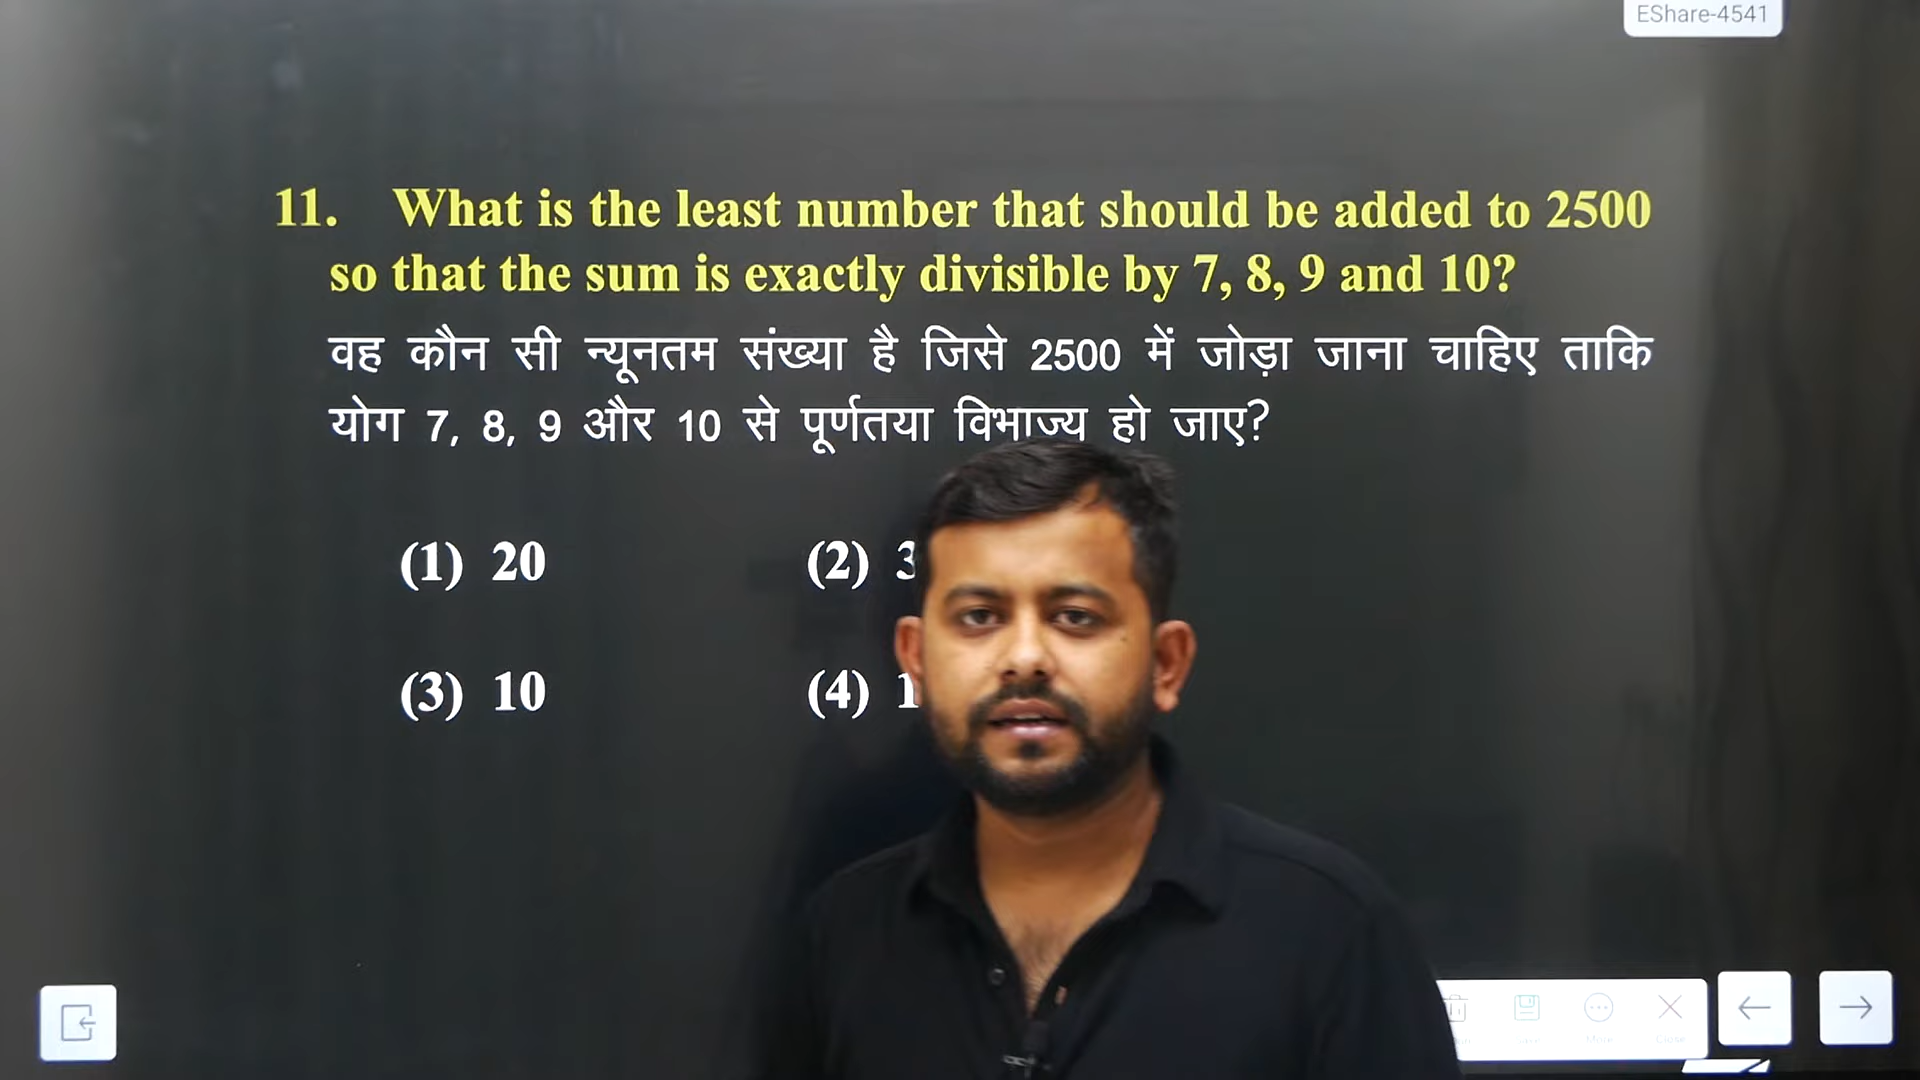 EShare-4541
11. What is the least number that should be added to 2500
so that the sum is exactly divisible by 7, 8, 9 and 10?
वह कौन सी न्यूनतम संख्या है जिसे 2500 में जोड़ा जाना चाहिए ताकि
योग 7, 8, 9 और 10 से पूर्णतया विभाज्य हो जाए?
(1) 20 (2)
(3) 10 (4)
More Close